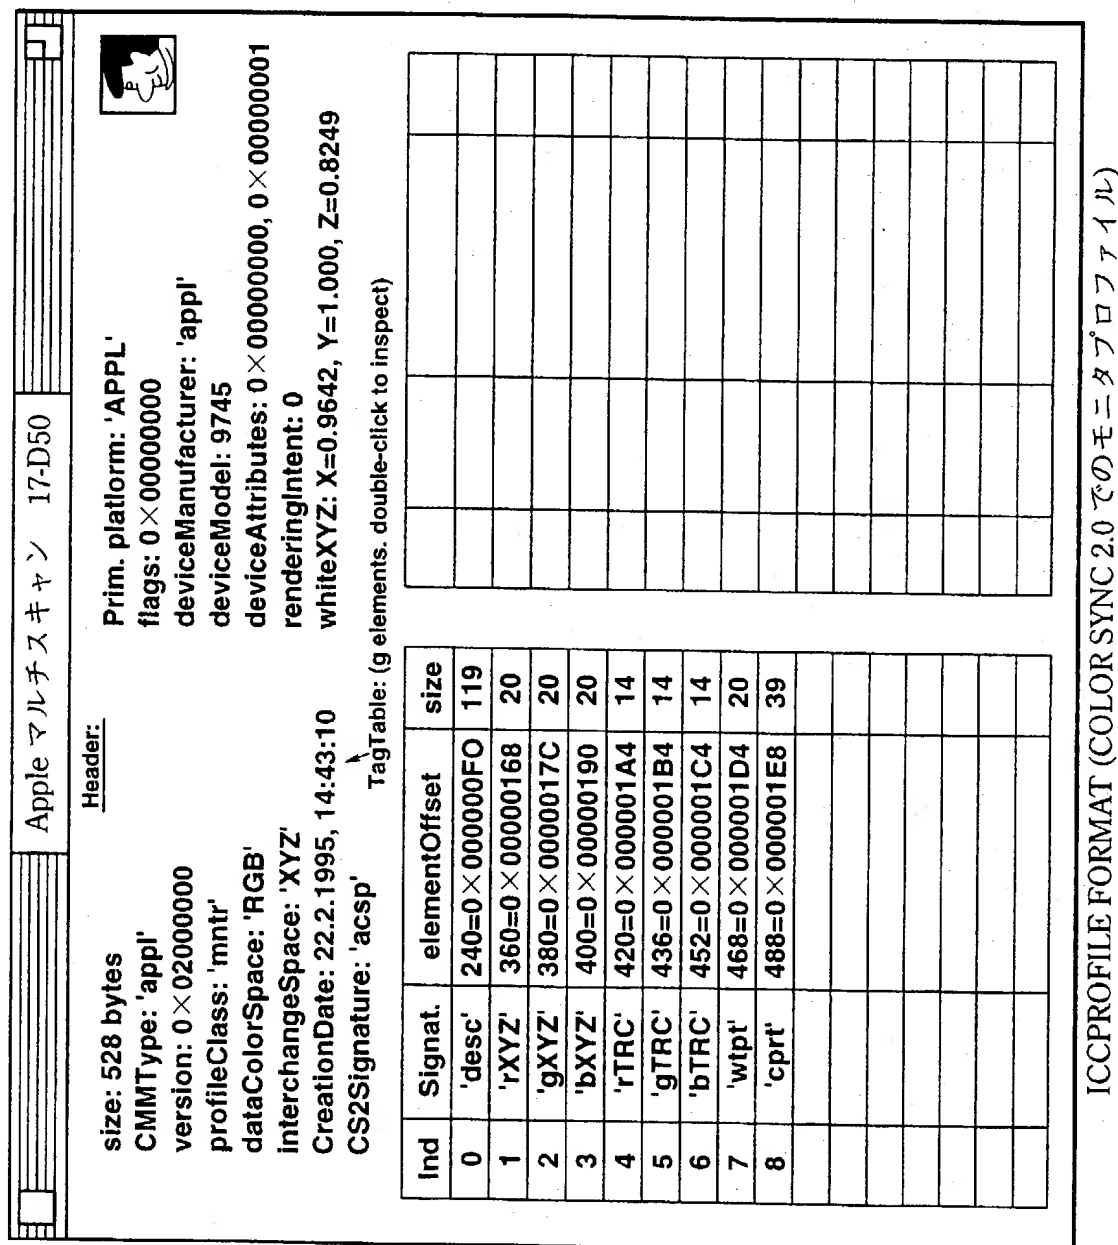 Apple マルチスキャン 17-D50
Header:
size: 528 bytes
CMMType: 'appl'
version: 0×02000000
profileClass: 'mntr'
dataColorSpace: 'RGB'
interchangeSpace: 'XYZ'
CreationDate: 22.2.1995, 14:43:10
CS2Signature: 'acsp'
Prim. platlorm: 'APPL'
flags: 0×00000000
deviceManufacturer: 'appl'
deviceModel: 9745
deviceAttributes: 0×00000000, 0×00000001
renderingIntent: 0
whiteXYZ: X=0.9642, Y=1.000, Z=0.8249
TagTable: (g elements. double-click to inspect)
Ind Signat. elementOffset size
0 'desc' 240=0×000000FO 119
1 'rXYZ' 360=0×00000168 20
2 'gXYZ' 380=0×0000017C 20
3 'bXYZ' 400=0×00000190 20
4 'rTRC' 420=0×000001A4 14
5 'gTRC' 436=0×000001B4 14
6 'bTRC' 452=0×000001C4 14
7 'wtpt' 468=0×000001D4 20
8 'cprt' 488=0×000001E8 39
ICCPROFILE FORMAT (COLOR SYNC 2.0 でのモニタプロファイル)